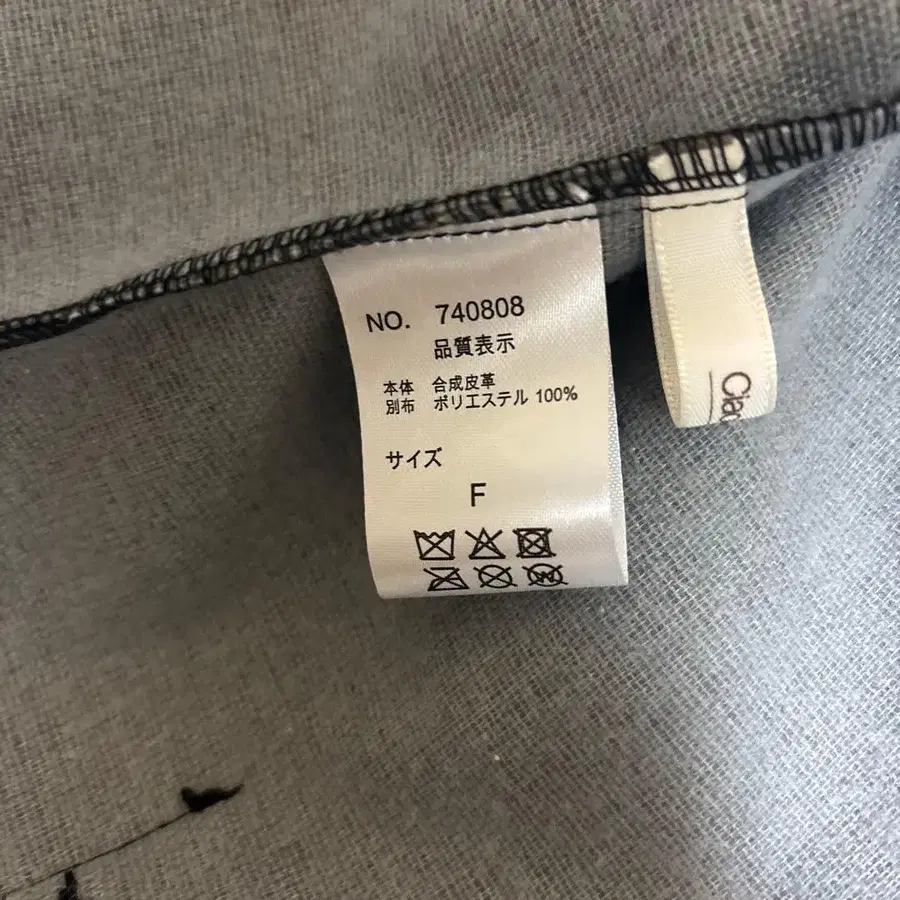 NO. 740808
品質表示
本体 合成皮革
別布 ポリエステル 100%
サイズ
F